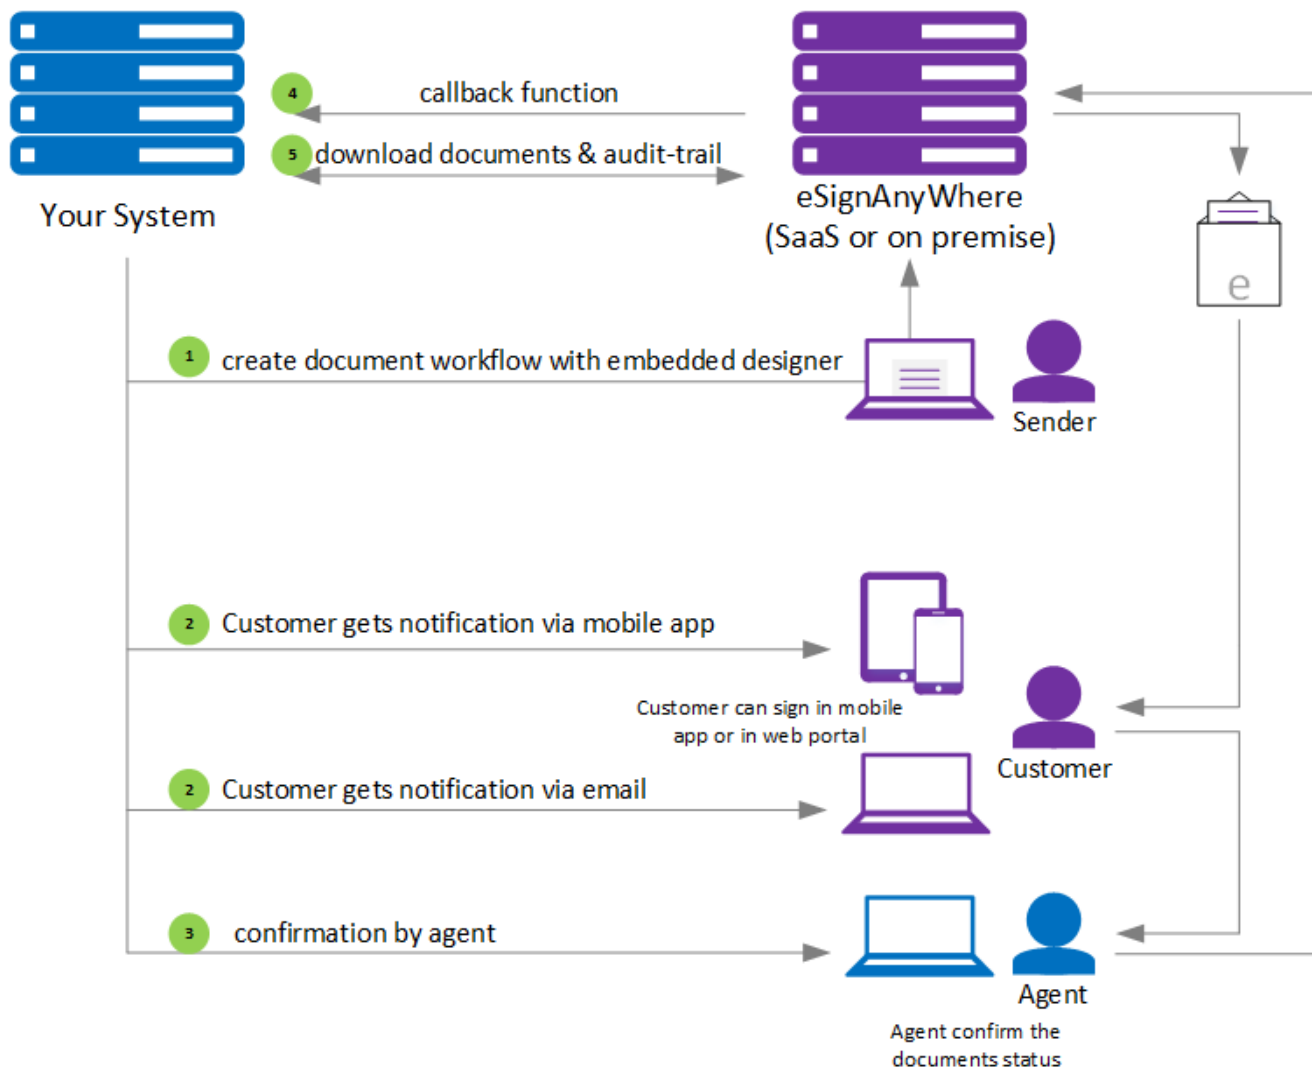 4 callback function
5 download documents & audit-trail
Your System
eSignAnyWhere
(SaaS or on premise)
e
1 create document workflow with embedded designer
Sender
2 Customer gets notification via mobile app
Customer can sign in mobile
app or in web portal
Customer
2 Customer gets notification via email
3 confirmation by agent
Agent
Agent confirm the
documents status